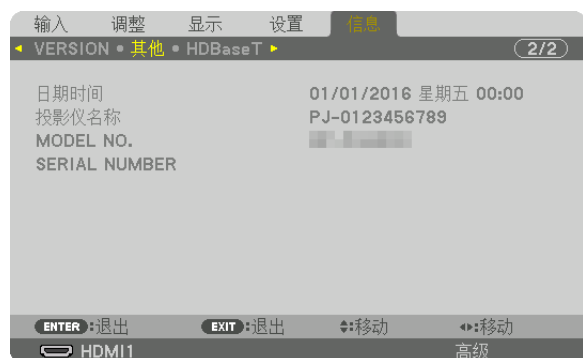 输入 调整 显示 设置 信息
◂ VERSION • 其他 • HDBaseT ▸ 2/2
日期时间 01/01/2016 星期五 00:00
投影仪名称 PJ-0123456789
MODEL NO.
SERIAL NUMBER
ENTER:退出 EXIT:退出 :移动 :移动
HDMI1 高级